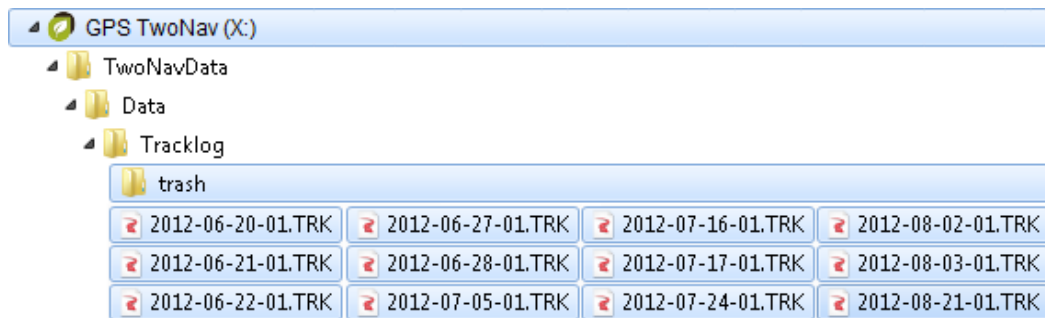 GPS TwoNav (X:)
TwoNavData
Data
Tracklog
trash
2012-06-20-01.TRK 2012-06-27-01.TRK 2012-07-16-01.TRK 2012-08-02-01.TRK
2012-06-21-01.TRK 2012-06-28-01.TRK 2012-07-17-01.TRK 2012-08-03-01.TRK
2012-06-22-01.TRK 2012-07-05-01.TRK 2012-07-24-01.TRK 2012-08-21-01.TRK